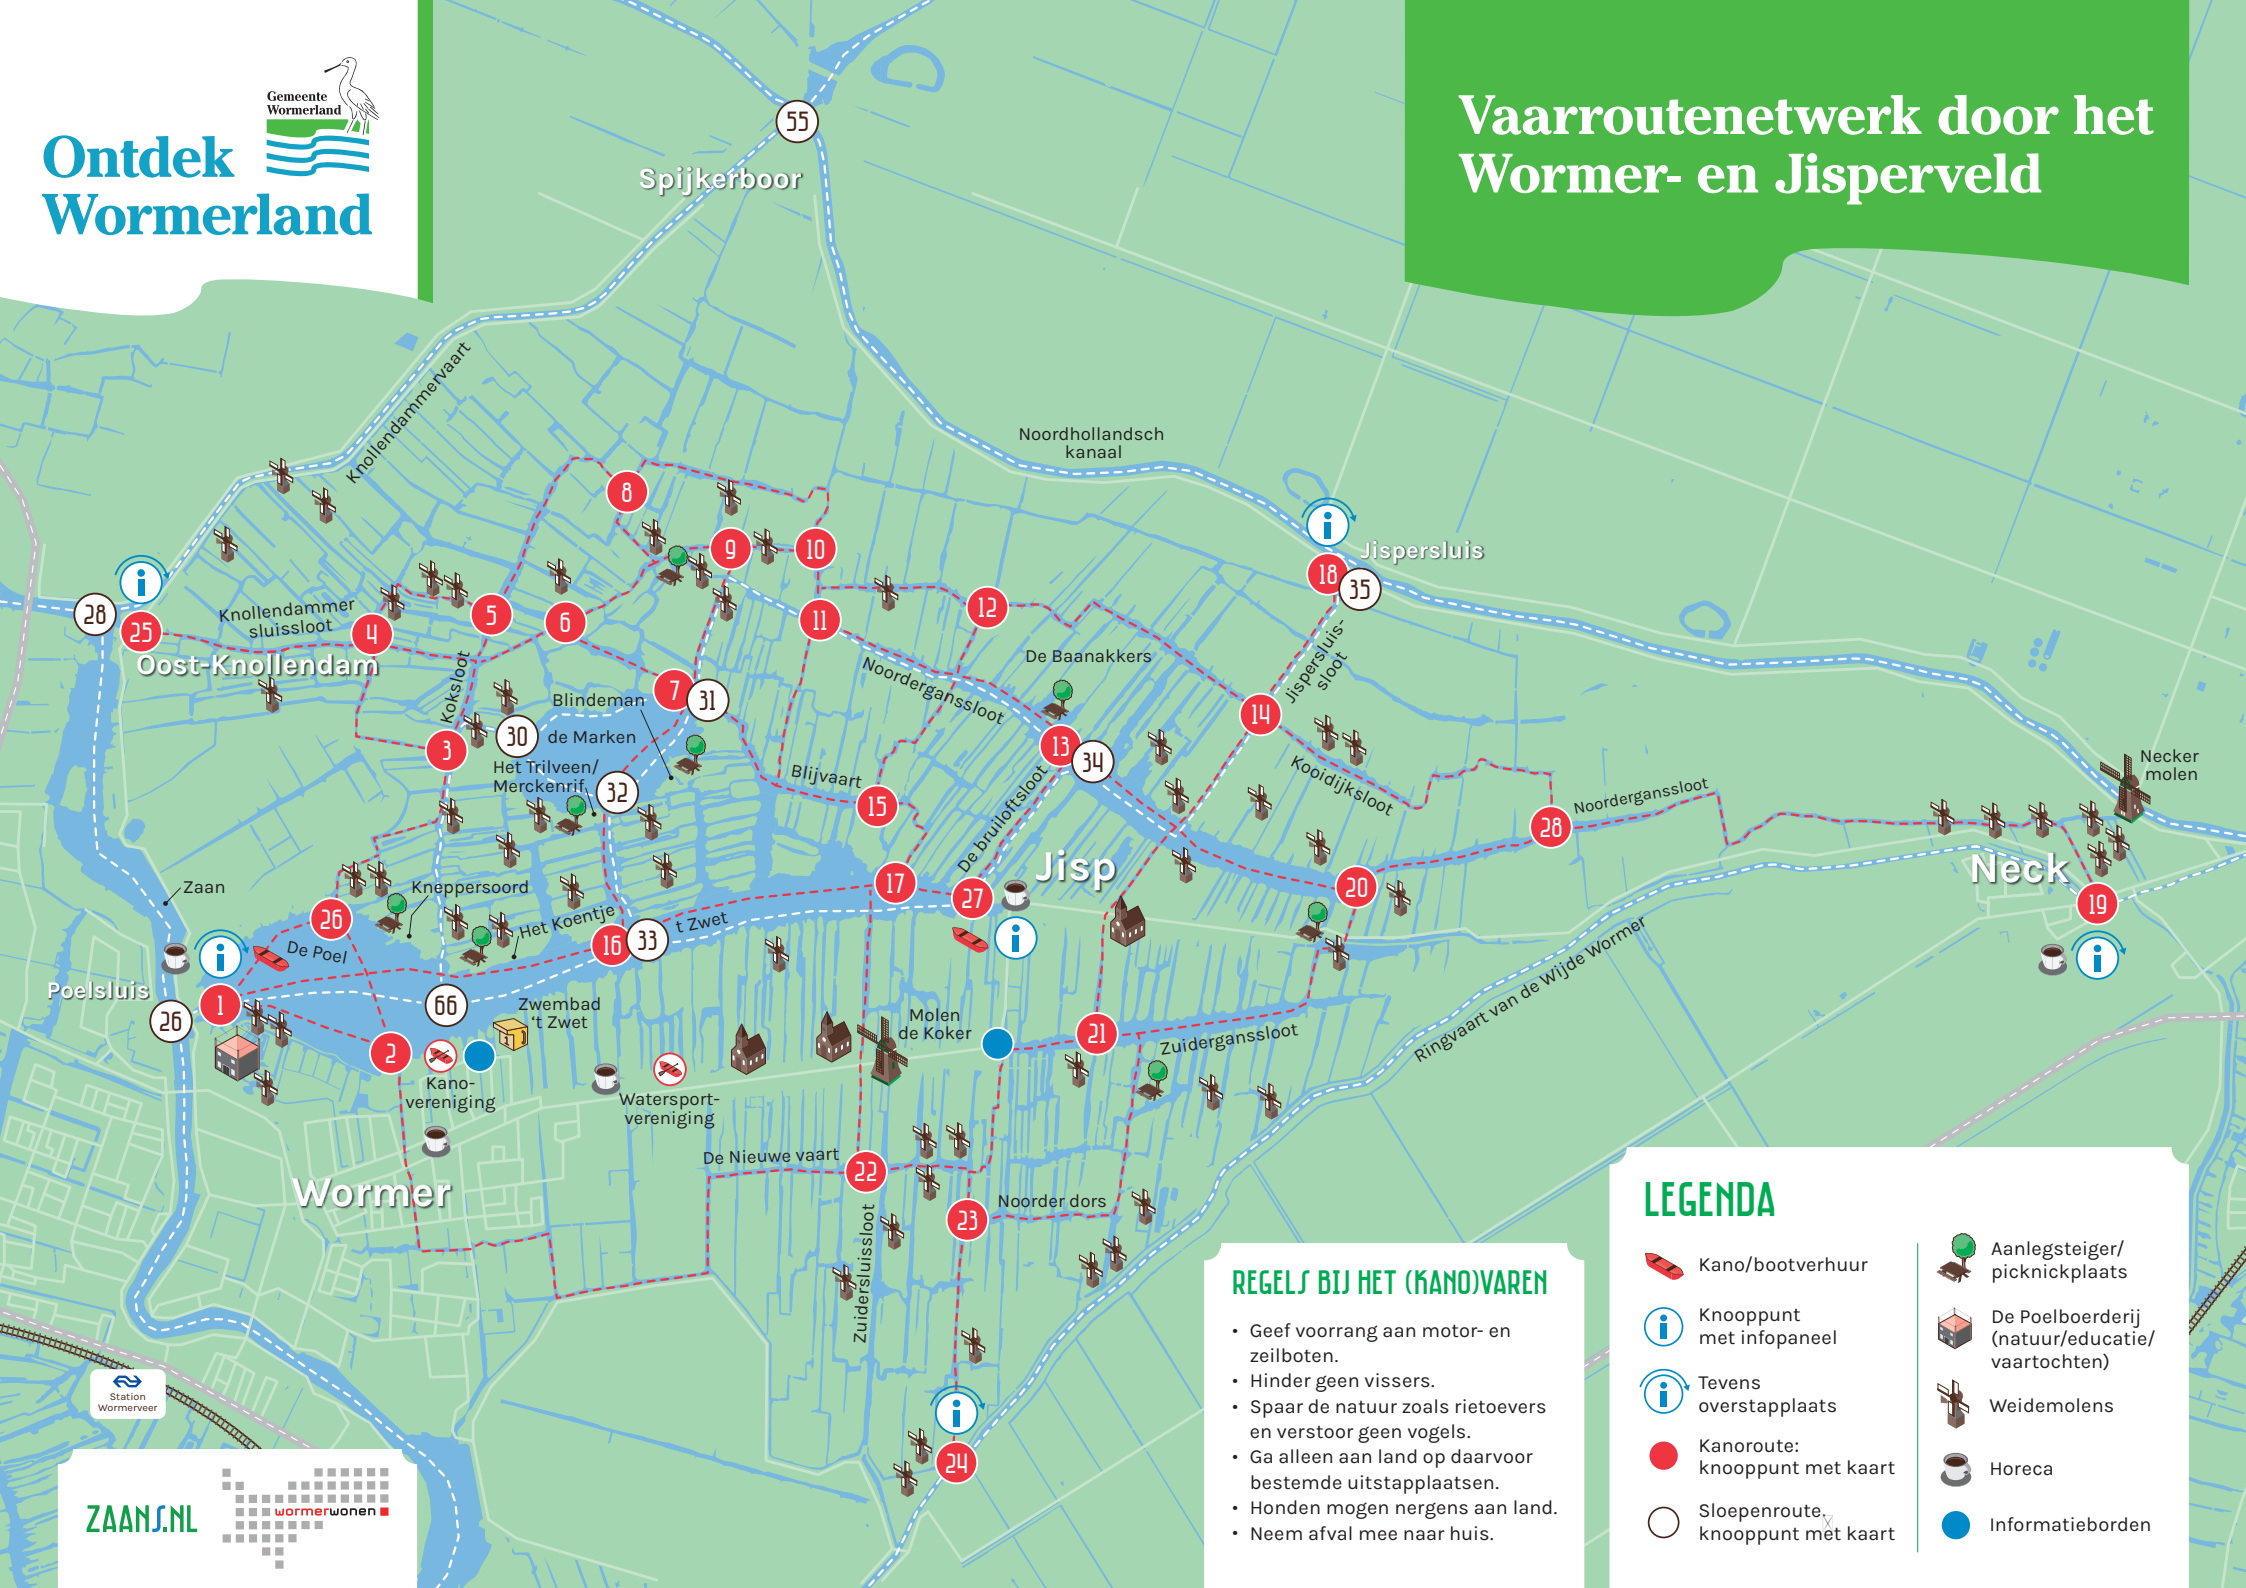 Ontdek
Wormerland
Gemeente
Wormerland
Vaarroutenetwerk door het
Wormer- en Jisperveld
55
Spijkerboor
Knollendammervaart
Noordhollandsch
kanaal
8
9
10
18
35
Jispersluis
28
25
Knollendammer
sluissloot
4
5
6
11
12
Oost-Knollendam
Koksloot
7
31
Blindeman
30
de Marken
3
Het Trilveen/
Merckenrif
32
Noorderganssloot
De Baanakkers
13
34
Jispersluis-
sloot
14
Kooidijksloot
Blijvaart
15
De bruiloftsloot
28
Noorderganssloot
Necker
molen
Zaan
Kneppersoord
26
De Poel
Het Koentje
16
33
t Zwet
17
27
Jisp
20
Neck
19
Poelsluis
26
1
66
Zwembad
‘t Zwet
2
Kano-
vereniging
Watersport-
vereniging
Molen
de Koker
21
Zuiderganssloot
Ringvaart van de Wijde Wormer
Wormer
De Nieuwe vaart
22
23
Noorder dors
Zuidersluissloot
24
Station
Wormerveer
ZAANS.NL
wormerwonen
REGELS BIJ HET (KANO)VAREN
• Geef voorrang aan motor- en
zeilboten.
• Hinder geen vissers.
• Spaar de natuur zoals rietoevers
en verstoor geen vogels.
• Ga alleen aan land op daarvoor
bestemde uitstapplaatsen.
• Honden mogen nergens aan land.
• Neem afval mee naar huis.
LEGENDA
Kano/bootverhuur
Knooppunt
met infopaneel
Tevens
overstapplaats
Kanoroute:
knooppunt met kaart
Sloepenroute:
knooppunt met kaart
Aanlegsteiger/
picknickplaats
De Poelboerderij
(natuur/educatie/
vaartochten)
Weidemolens
Horeca
Informatieborden